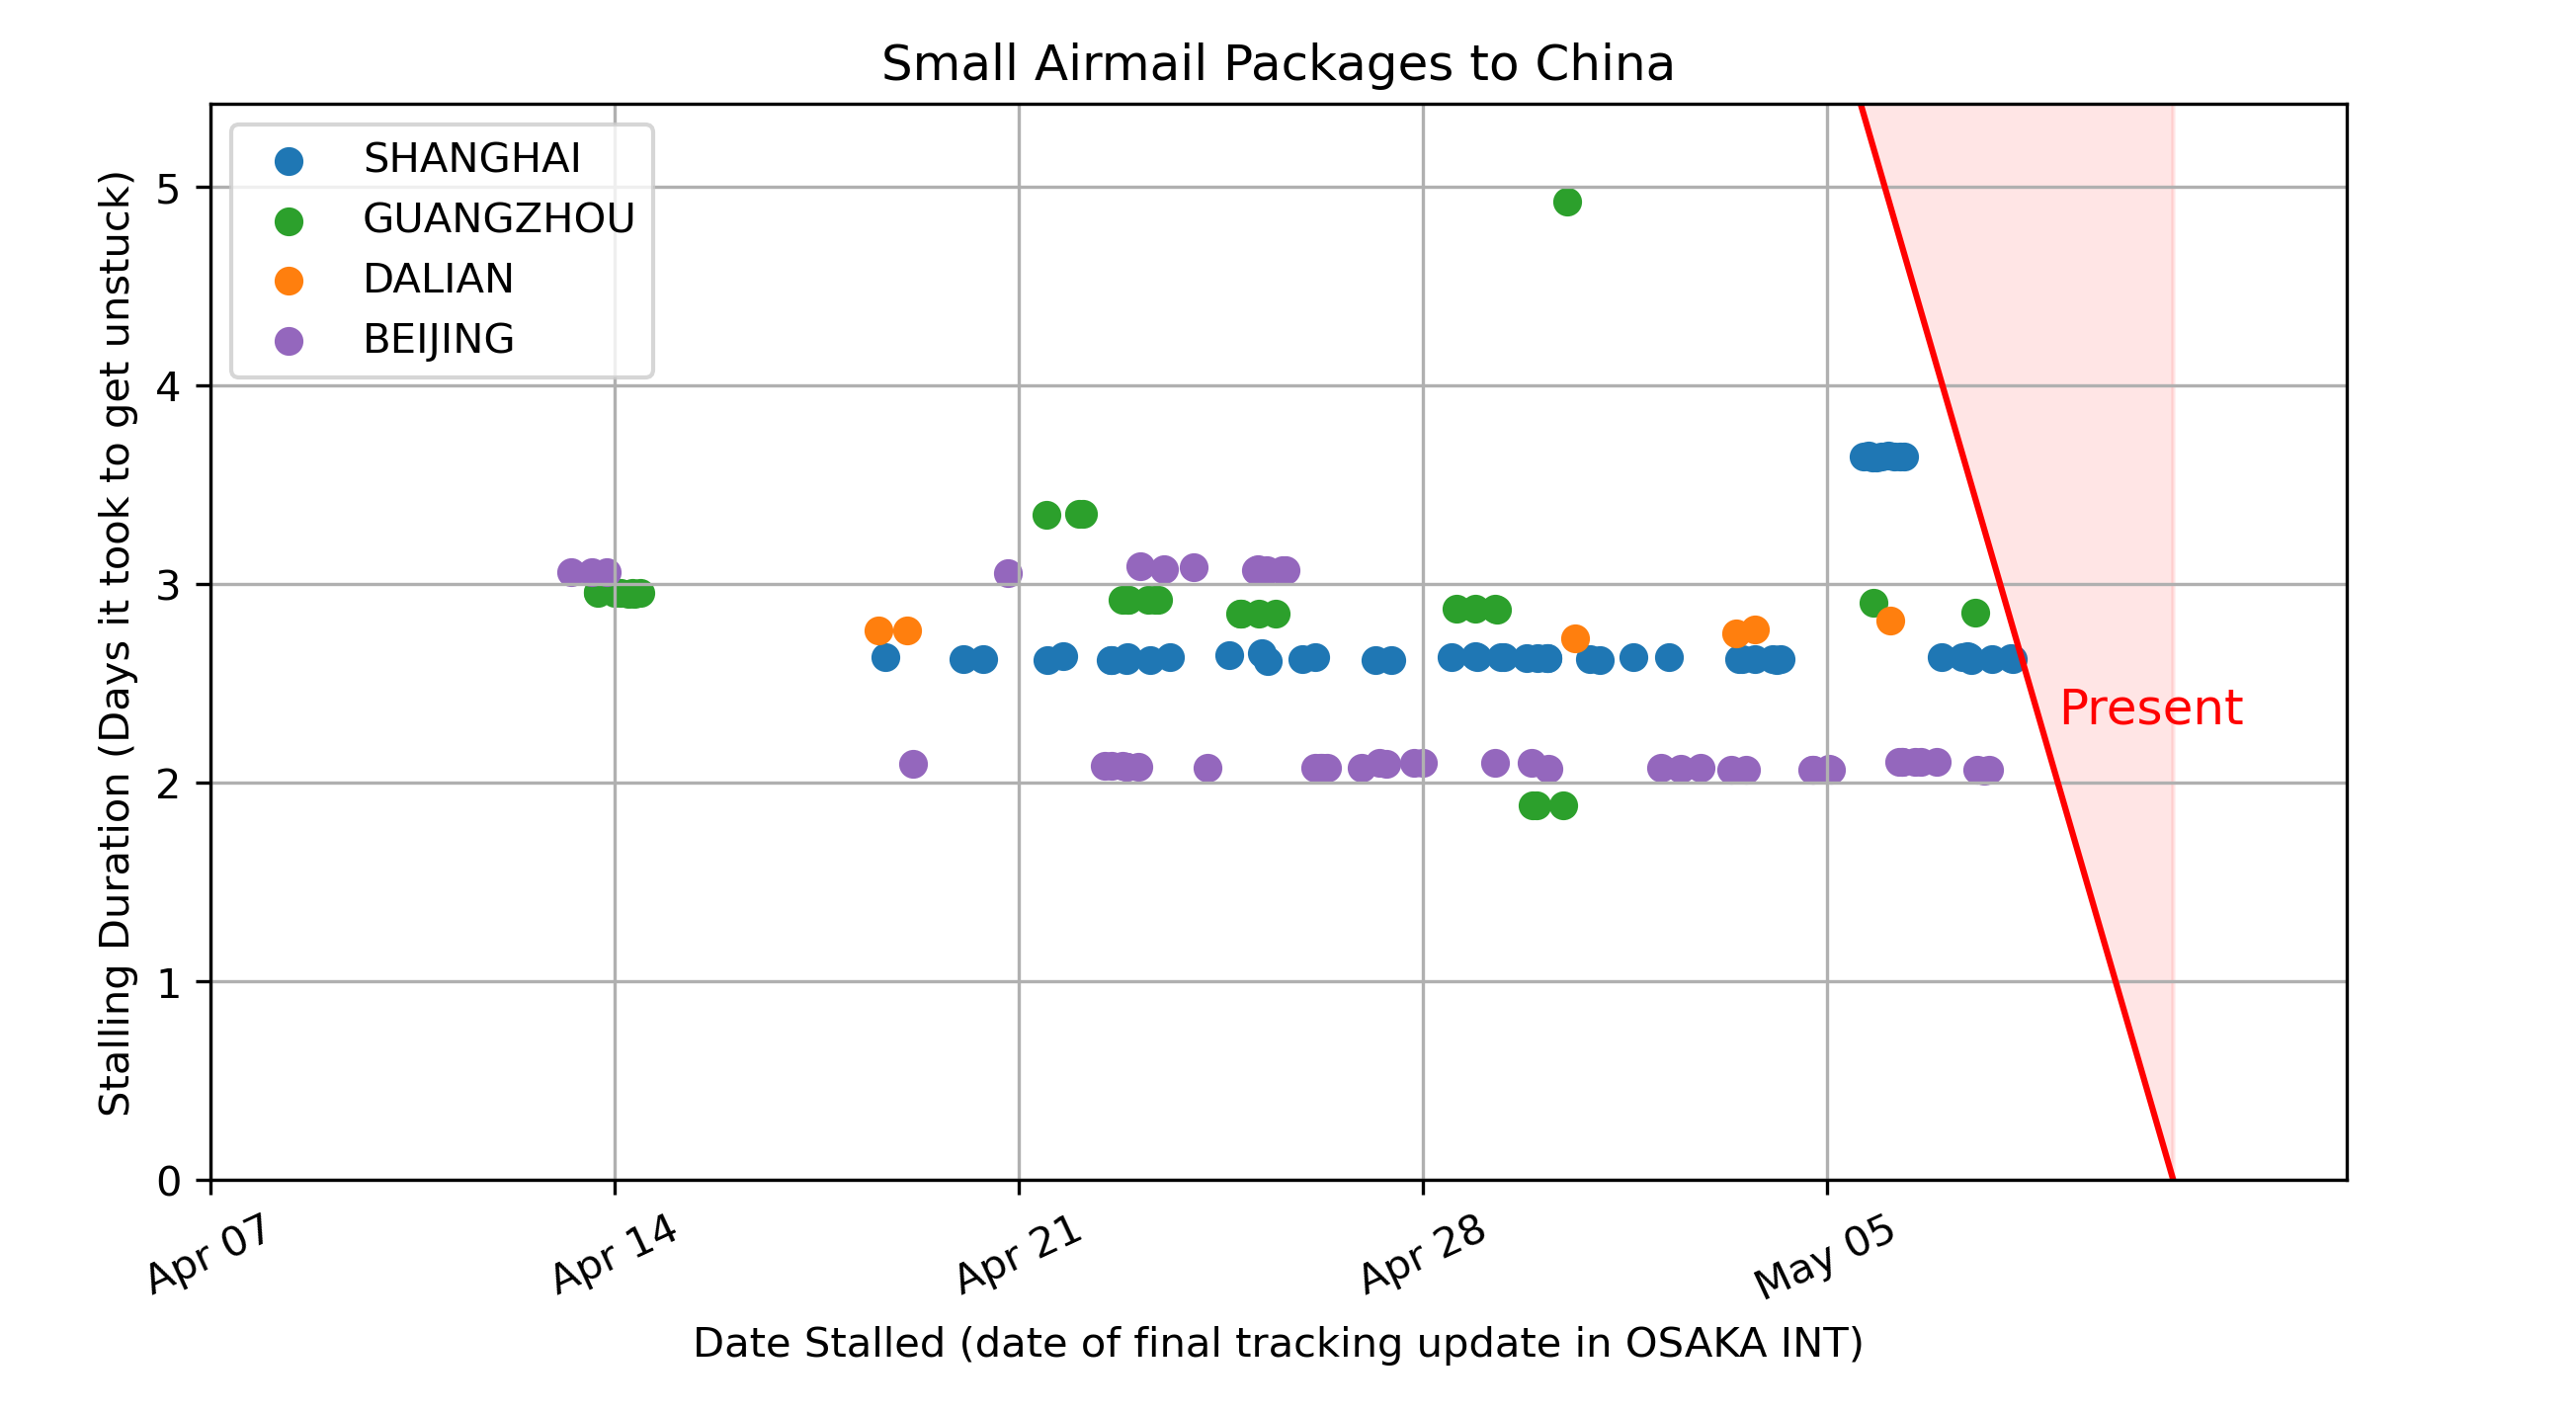 Small Airmail Packages to China
SHANGHAI
GUANGZHOU
DALIAN
BEIJING
Stalling Duration (Days it took to get unstuck)
5
4
3
2
1
0
Present
Apr 07
Apr 14
Apr 21
Apr 28
May 05
Date Stalled (date of final tracking update in OSAKA INT)